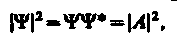 |Ψ|² = ΨΨ* = |A|²,